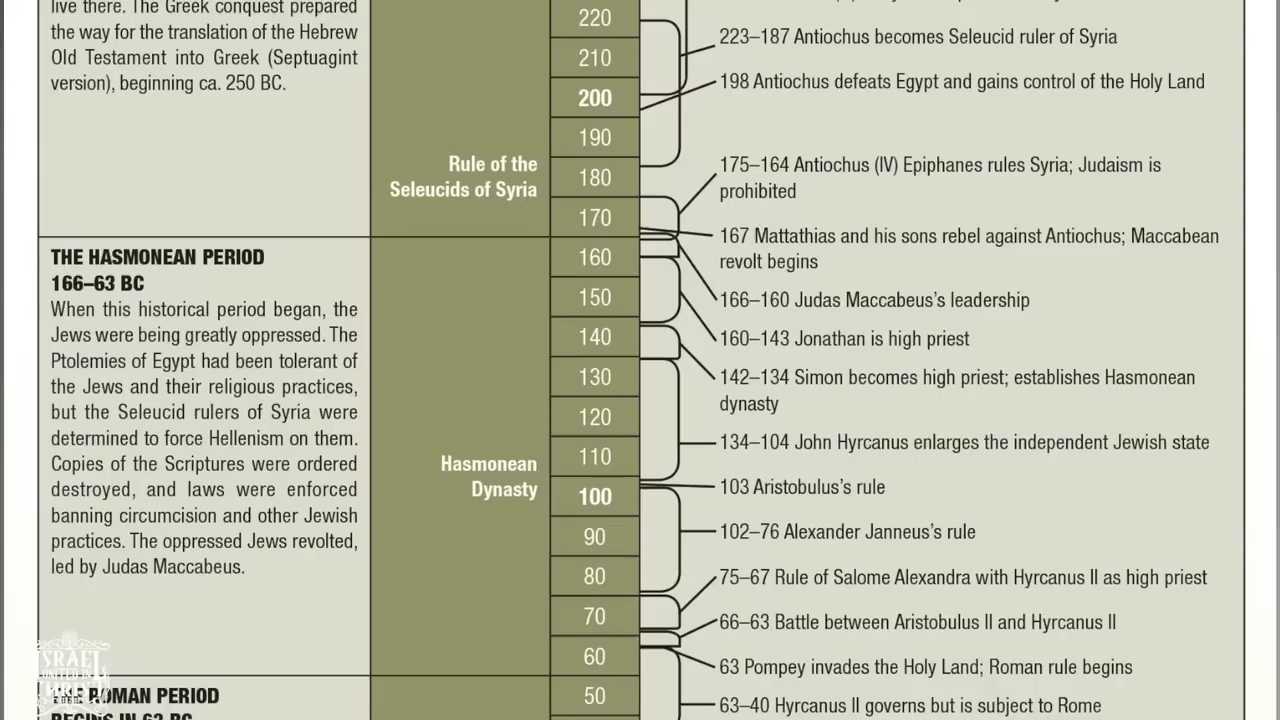 live there. The Greek conquest prepared
the way for the translation of the Hebrew
Old Testament into Greek (Septuagint
version), beginning ca. 250 BC.
THE HASMONEAN PERIOD
166–63 BC
When this historical period began, the
Jews were being greatly oppressed. The
Ptolemies of Egypt had been tolerant of
the Jews and their religious practices,
but the Seleucid rulers of Syria were
determined to force Hellenism on them.
Copies of the Scriptures were ordered
destroyed, and laws were enforced
banning circumcision and other Jewish
practices. The oppressed Jews revolted,
led by Judas Maccabeus.
ROMAN PERIOD
BEGINS IN 63 BC
ISRAEL
UNITED IN
CHRIST
Rule of the
Seleucids of Syria
Hasmonean
Dynasty
220
210
200
190
180
170
160
150
140
130
120
110
100
90
80
70
60
50
223–187 Antiochus becomes Seleucid ruler of Syria
198 Antiochus defeats Egypt and gains control of the Holy Land
175–164 Antiochus (IV) Epiphanes rules Syria; Judaism is
prohibited
167 Mattathias and his sons rebel against Antiochus; Maccabean
revolt begins
166–160 Judas Maccabeus’s leadership
160–143 Jonathan is high priest
142–134 Simon becomes high priest; establishes Hasmonean
dynasty
134–104 John Hyrcanus enlarges the independent Jewish state
103 Aristobulus’s rule
102–76 Alexander Janneus’s rule
75–67 Rule of Salome Alexandra with Hyrcanus II as high priest
66–63 Battle between Aristobulus II and Hyrcanus II
63 Pompey invades the Holy Land; Roman rule begins
63–40 Hyrcanus II governs but is subject to Rome